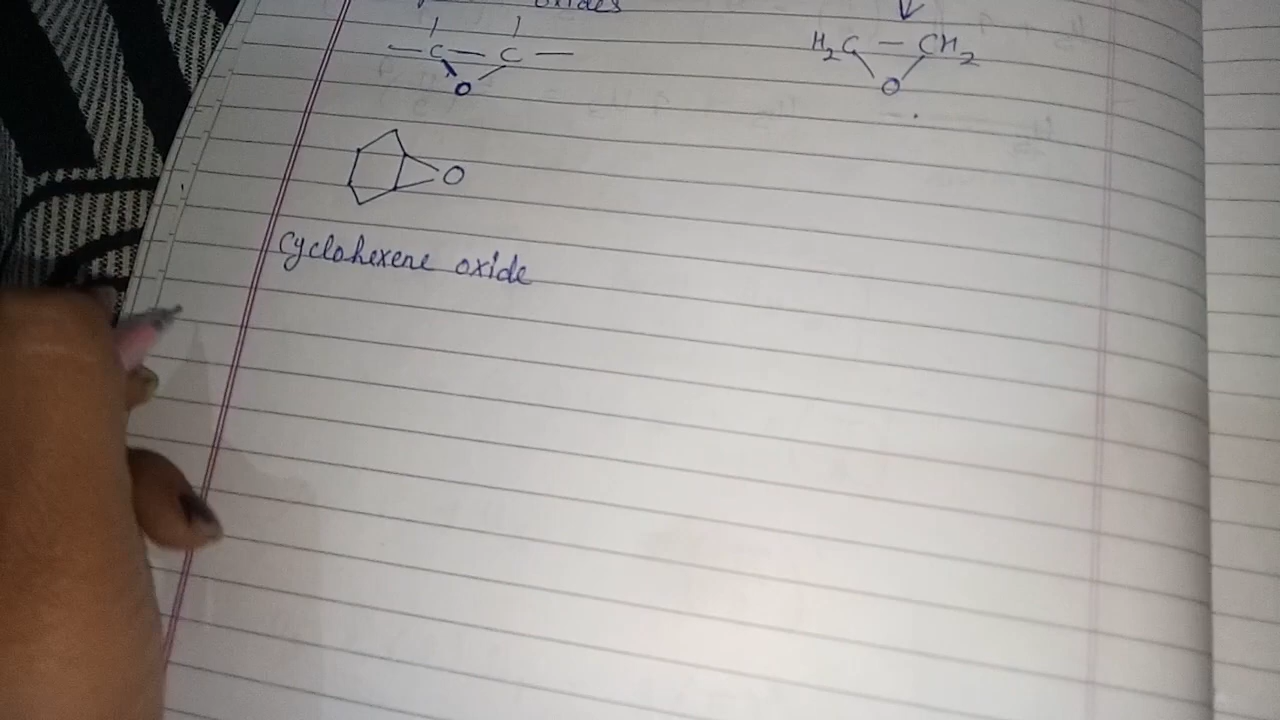 oxides
— C — C —
O
H₂C — CH₂
O
O
Cyclohexene oxide